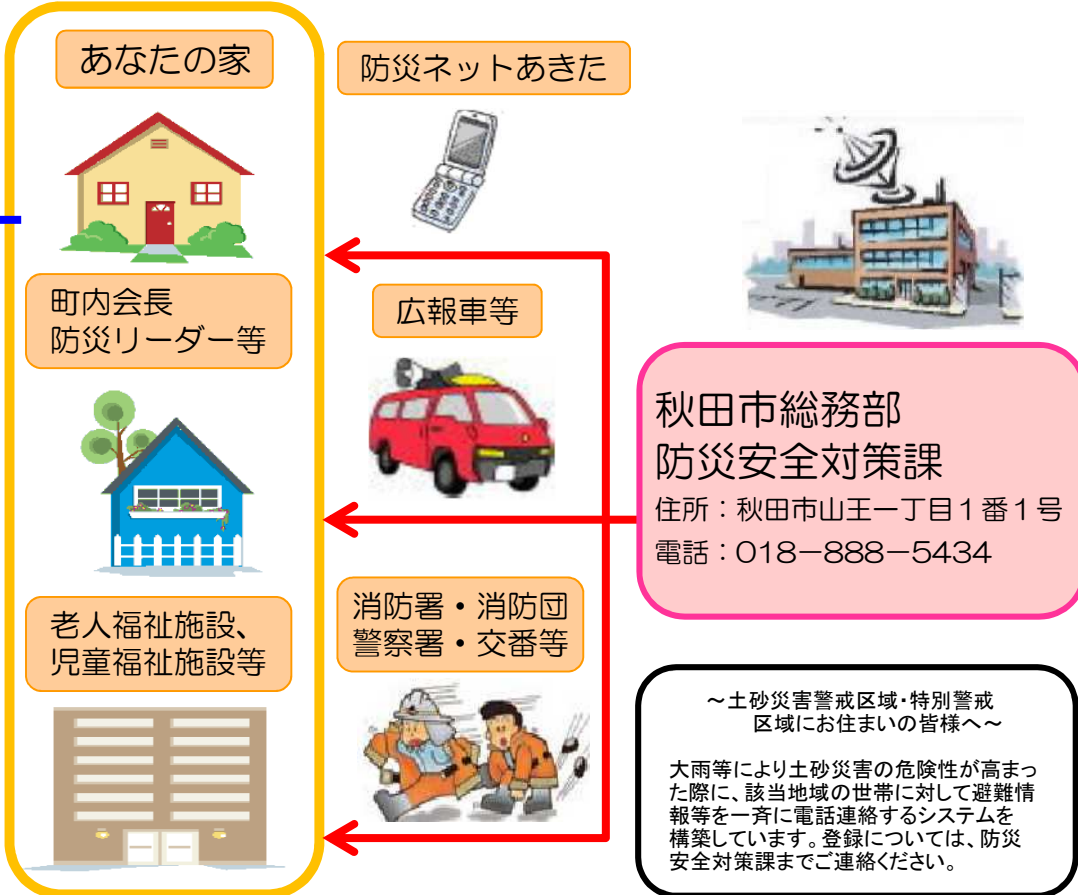 あなたの家
防災ネットあきた
町内会長
防災リーダー等
広報車等
秋田市総務部
防災安全対策課
住所：秋田市山王一丁目１番１号
電話：018－888－5434
老人福祉施設、
児童福祉施設等
消防署・消防団
警察署・交番等
～土砂災害警戒区域・特別警戒
区域にお住まいの皆様へ～
大雨等により土砂災害の危険性が高まっ
た際に、該当地域の世帯に対して避難情
報等を一斉に電話連絡するシステムを
構築しています。登録については、防災
安全対策課までご連絡ください。